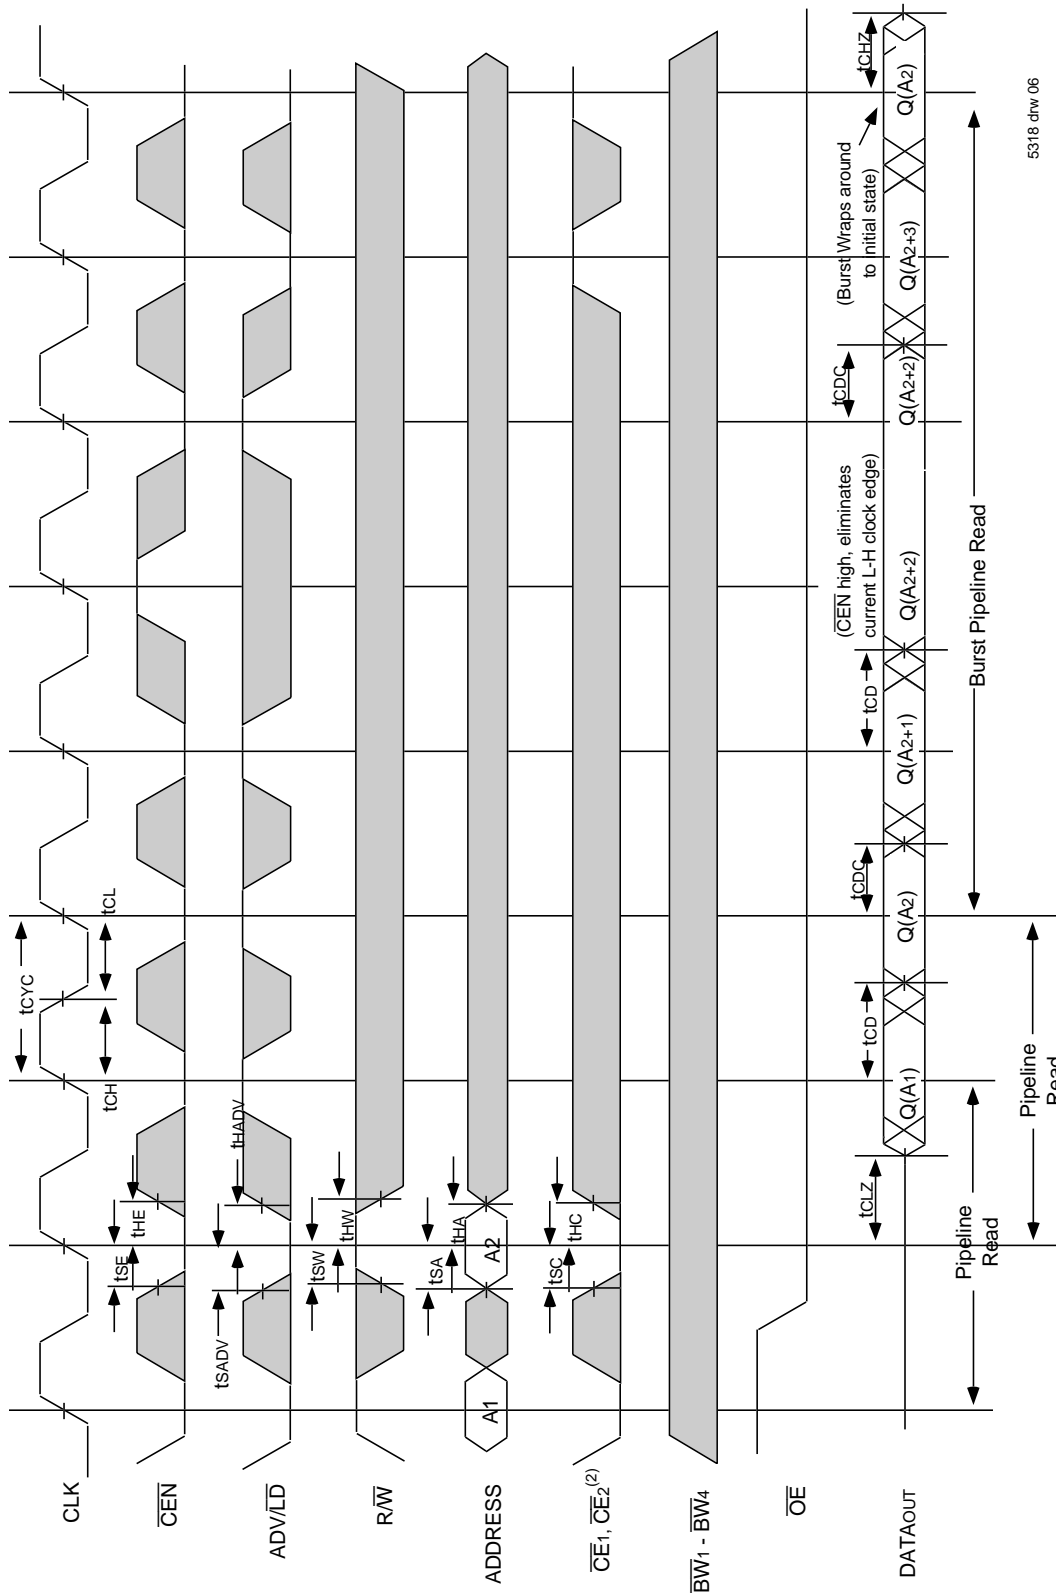 tCYC
tCH
tCL
CLK
tSE
tHE
CEN
tSADV
tHADV
ADV/LD
tSW
tHW
R/W
tSA
tHA
A1
A2
ADDRESS
tSC
tHC
CE1, CE2(2)
BW1 - BW4
OE
(CEN high, eliminates
current L-H clock edge)
(Burst Wraps around
to initial state)
tCLZ
tCD
tCDC
tCD
tCDC
tCHZ
Q(A1)
Q(A2)
Q(A2+1)
Q(A2+2)
Q(A2+2)
Q(A2+3)
Q(A2)
DATAOUT
Pipeline
Read
Burst Pipeline Read
Pipeline
Read
5318 drw 06